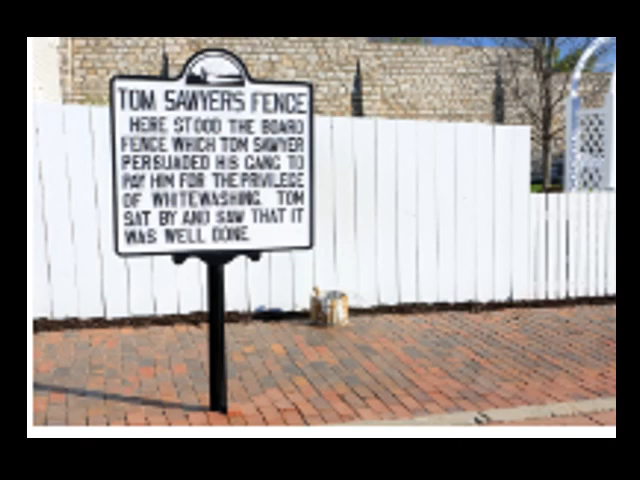 TOM SAWYER'S FENCE
HERE STOOD THE BOARD
FENCE WHICH TOM SAWYER
PERSUADED HIS GANG TO
PAY HIM FOR THE PRIVILEGE
OF WHITEWASHING. TOM
SAT BY AND SAW THAT IT
WAS WELL DONE.